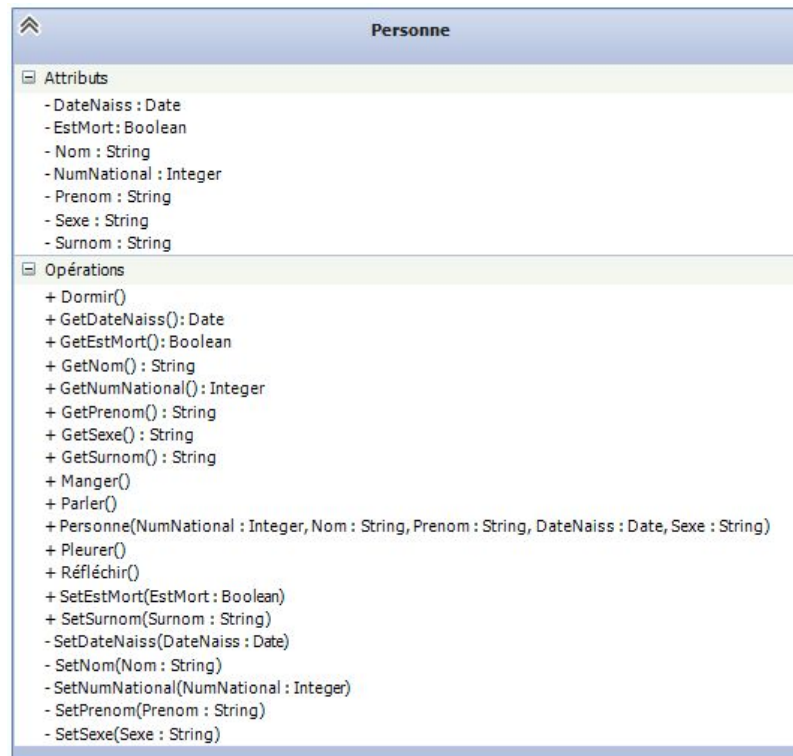 Personne
Attributs
- DateNaiss : Date
- EstMort: Boolean
- Nom : String
- NumNational : Integer
- Prenom : String
- Sexe : String
- Surnom : String
Opérations
+ Dormir()
+ GetDateNaiss(): Date
+ GetEstMort(): Boolean
+ GetNom() : String
+ GetNumNational() : Integer
+ GetPrenom() : String
+ GetSexe() : String
+ GetSurnom() : String
+ Manger()
+ Parler()
+ Personne(NumNational : Integer, Nom : String, Prenom : String, DateNaiss : Date, Sexe : String)
+ Pleurer()
+ Réfléchir()
+ SetEstMort(EstMort : Boolean)
+ SetSurnom(Surnom : String)
- SetDateNaiss(DateNaiss : Date)
- SetNom(Nom : String)
- SetNumNational(NumNational : Integer)
- SetPrenom(Prenom : String)
- SetSexe(Sexe : String)